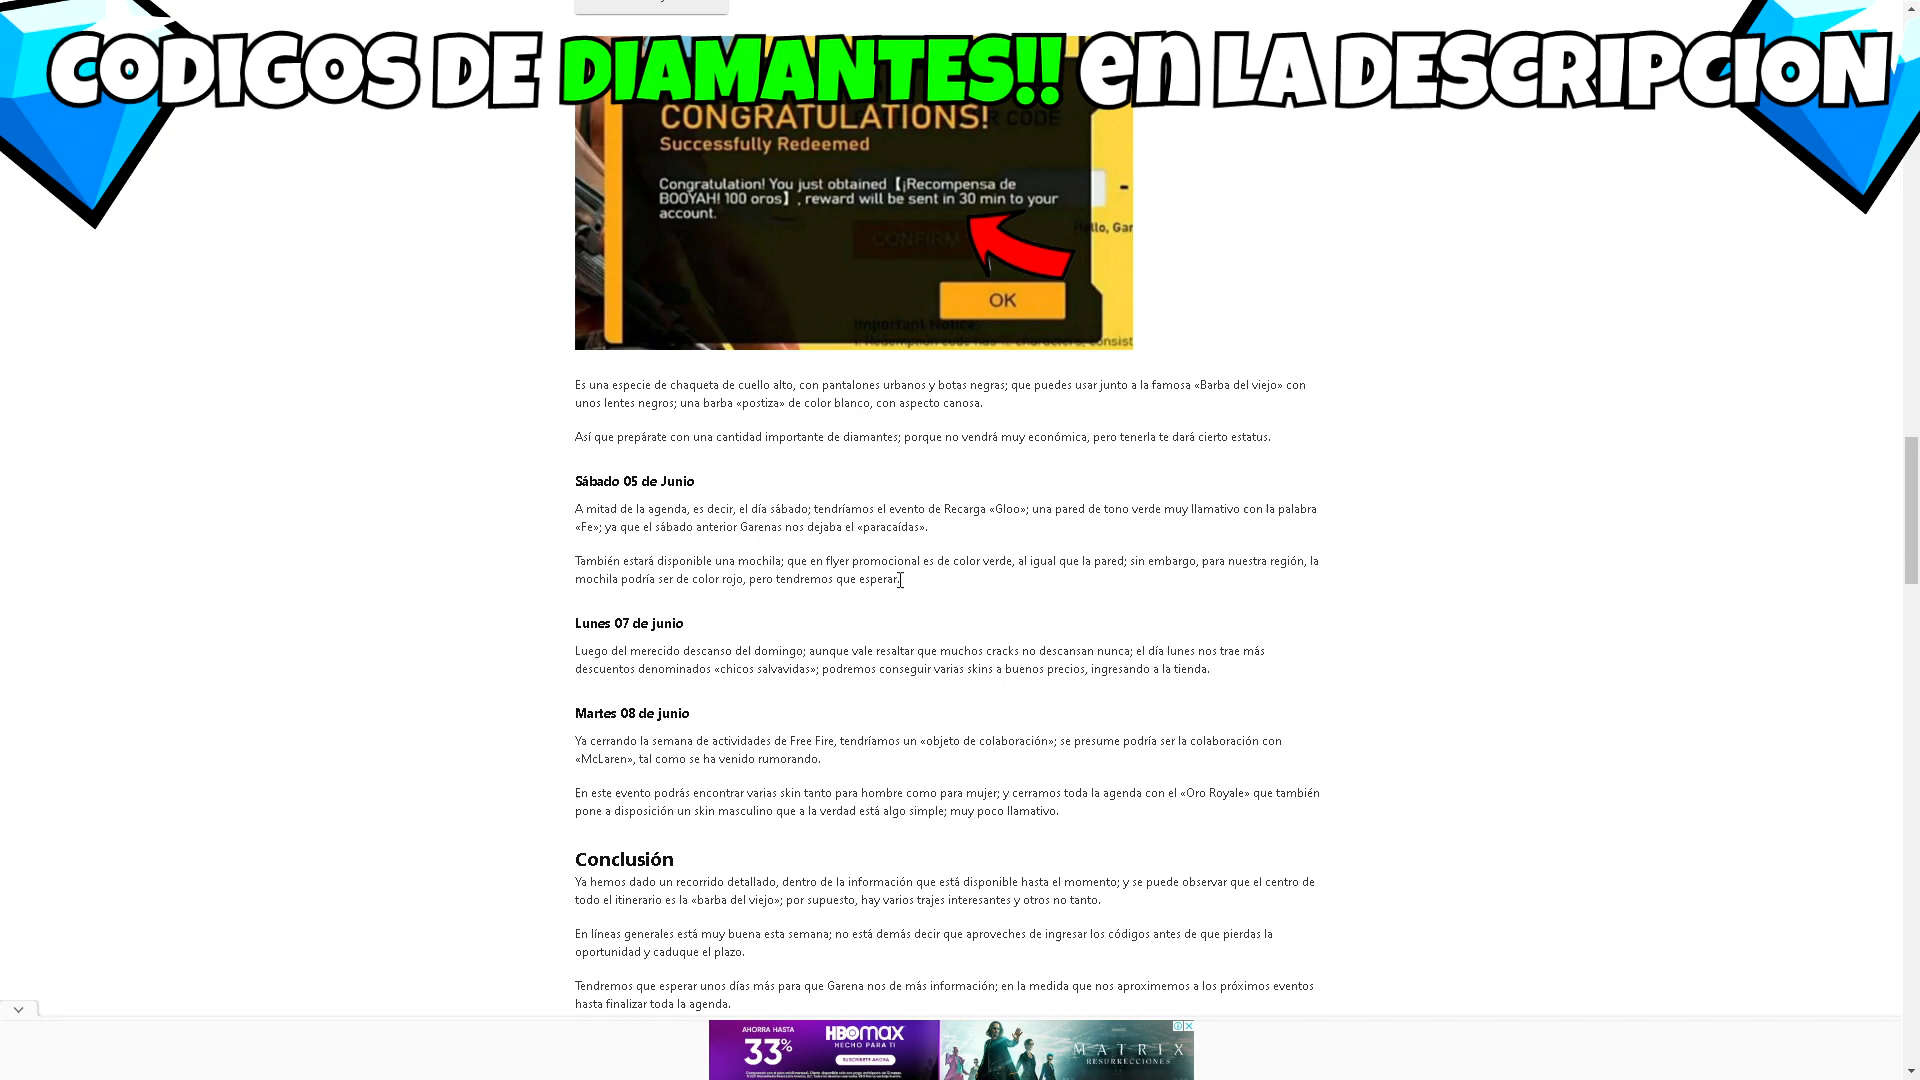 CODIGOS DE DIAMANTES!! en LA DESCRIPCION
CONGRATULATIONS!
CODE
Successfully Redeemed
Congratulation! You just obtained【¡Recompensa de
BOOYAH! 100 oros】, reward will be sent in 30 min to your
account.
Hello, Gar
CONFIRM
OK
Important Notice
1. Redemption code has 12 characters, consist
Es una especie de chaqueta de cuello alto, con pantalones urbanos y botas negras; que puedes usar junto a la famosa «Barba del viejo» con
unos lentes negros; una barba «postiza» de color blanco, con aspecto canosa.
Así que prepárate con una cantidad importante de diamantes; porque no vendrá muy económica, pero tenerla te dará cierto estatus.
Sábado 05 de Junio
A mitad de la agenda, es decir, el día sábado; tendríamos el evento de Recarga «Gloo»; una pared de tono verde muy llamativo con la palabra
«Fe»; ya que el sábado anterior Garenas nos dejaba el «paracaídas».
También estará disponible una mochila; que en flyer promocional es de color verde, al igual que la pared; sin embargo, para nuestra región, la
mochila podría ser de color rojo, pero tendremos que esperar.
Lunes 07 de junio
Luego del merecido descanso del domingo; aunque vale resaltar que muchos cracks no descansan nunca; el día lunes nos trae más
descuentos denominados «chicos salvavidas»; podremos conseguir varias skins a buenos precios, ingresando a la tienda.
Martes 08 de junio
Ya cerrando la semana de actividades de Free Fire, tendríamos un «objeto de colaboración»; se presume podría ser la colaboración con
«McLaren», tal como se ha venido rumorando.
En este evento podrás encontrar varias skin tanto para hombre como para mujer; y cerramos toda la agenda con el «Oro Royale» que también
pone a disposición un skin masculino que a la verdad está algo simple; muy poco llamativo.
Conclusión
Ya hemos dado un recorrido detallado, dentro de la información que está disponible hasta el momento; y se puede observar que el centro de
todo el itinerario es la «barba del viejo»; por supuesto, hay varios trajes interesantes y otros no tanto.
En líneas generales está muy buena esta semana; no está demás decir que aproveches de ingresar los códigos antes de que pierdas la
oportunidad y caduque el plazo.
Tendremos que esperar unos días más para que Garena nos de más información; en la medida que nos aproximemos a los próximos eventos
hasta finalizar toda la agenda.
AHORRA HASTA
33%
HBOMAX
HECHO PARA TI
SUSCRÍBETE AHORA
MATRIX
RESURRECCIONES